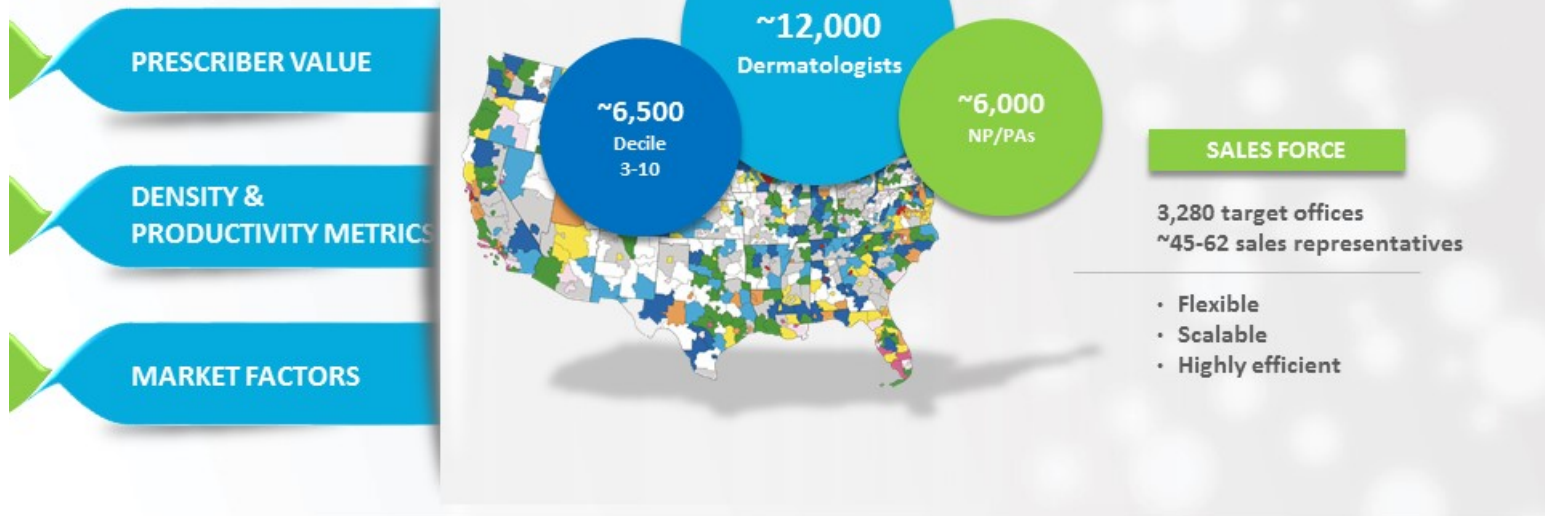 PRESCRIBER VALUE
DENSITY &
PRODUCTIVITY METRICS
MARKET FACTORS
~12,000
Dermatologists
~6,500
Decile
3-10
~6,000
NP/PAs
SALES FORCE
3,280 target offices
~45-62 sales representatives
· Flexible
· Scalable
· Highly efficient